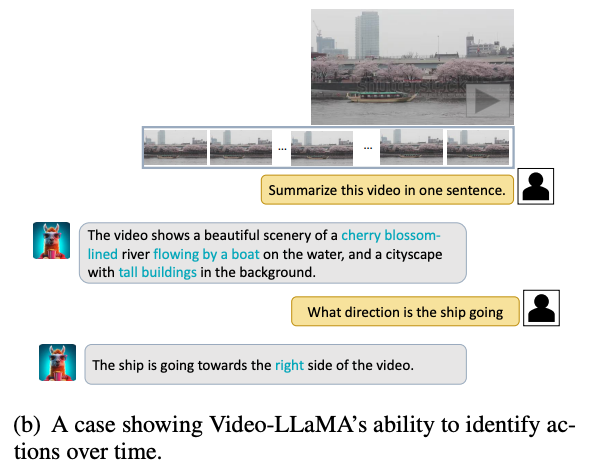 ...
...
Summarize this video in one sentence.
The video shows a beautiful scenery of a cherry blossom-
lined river flowing by a boat on the water, and a cityscape
with tall buildings in the background.
What direction is the ship going
The ship is going towards the right side of the video.
(b) A case showing Video-LLaMA’s ability to identify ac-
tions over time.